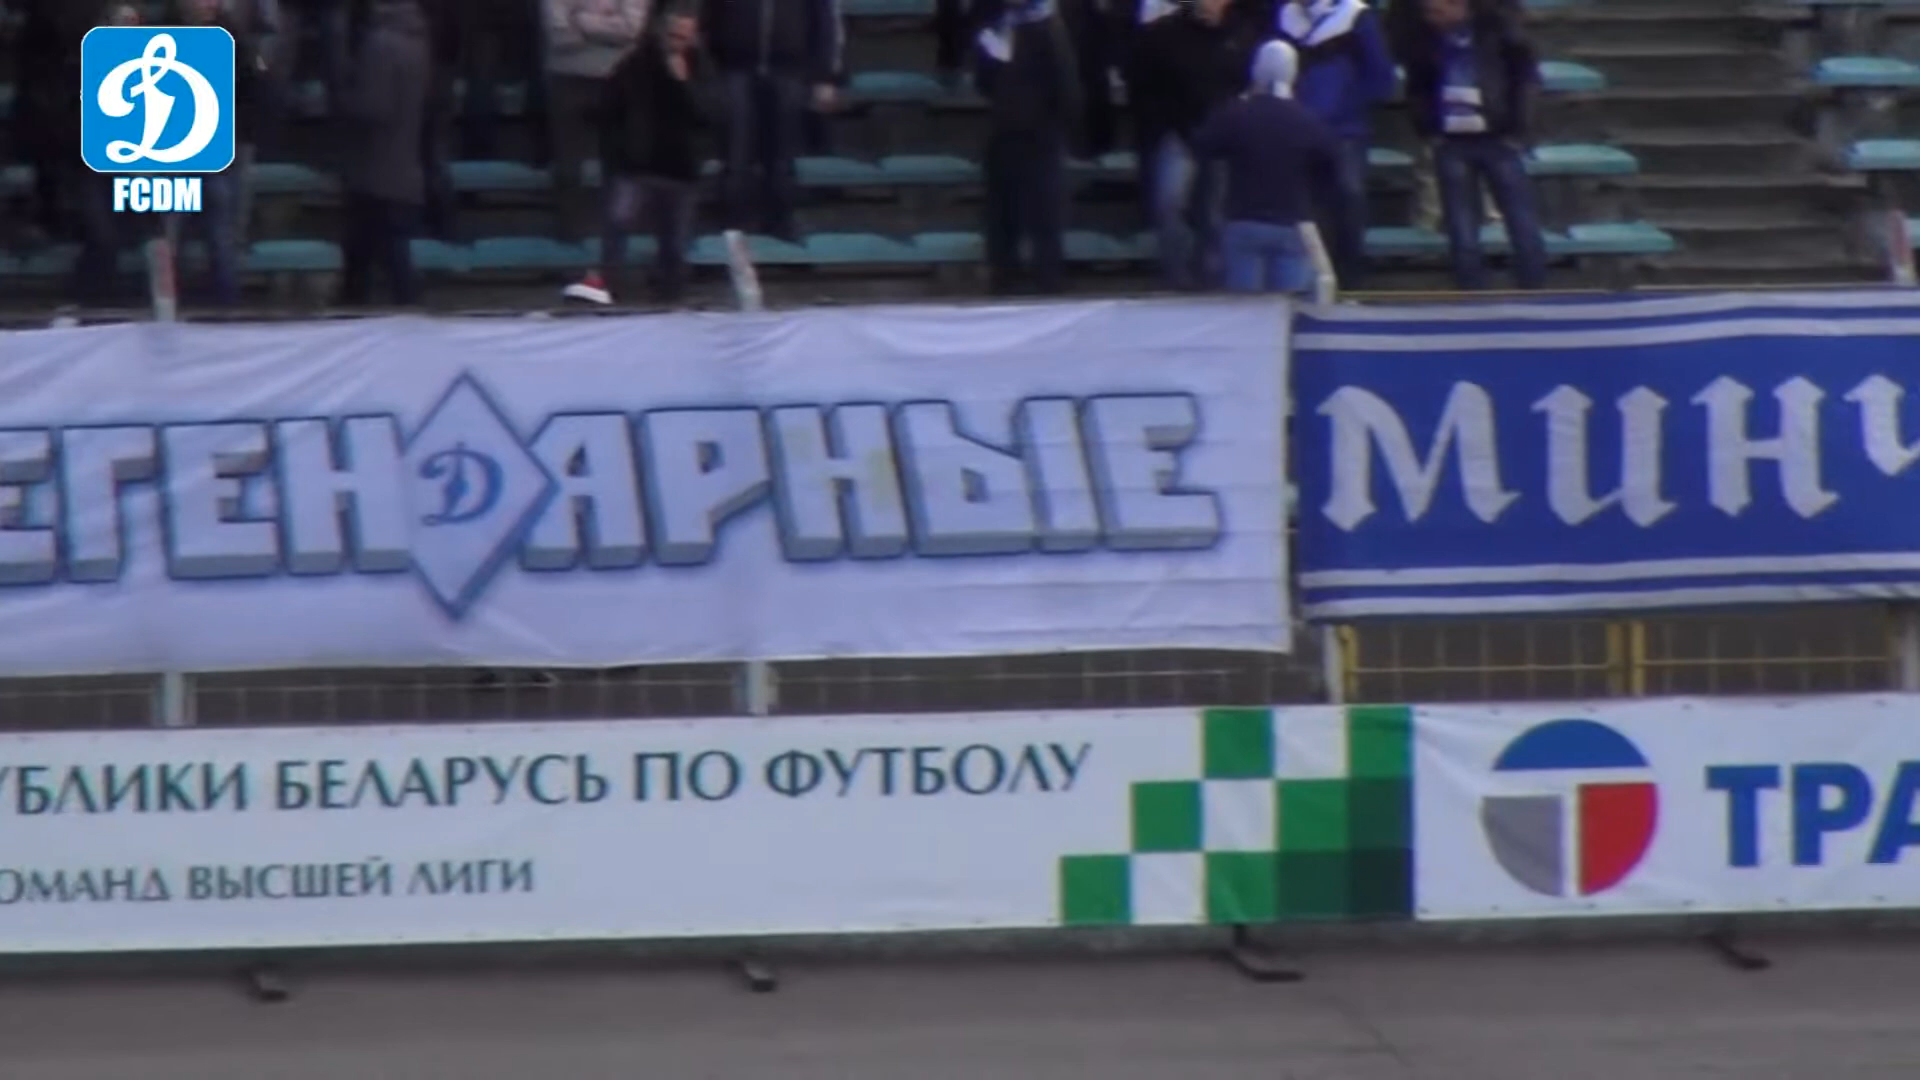 FCDM
ЕГЕНДАРНЫЕ
МИНЧ
УБЛИКИ БЕЛАРУСЬ ПО ФУТБОЛУ
ОМАНД ВЫСШЕЙ ЛИГИ
ТРА